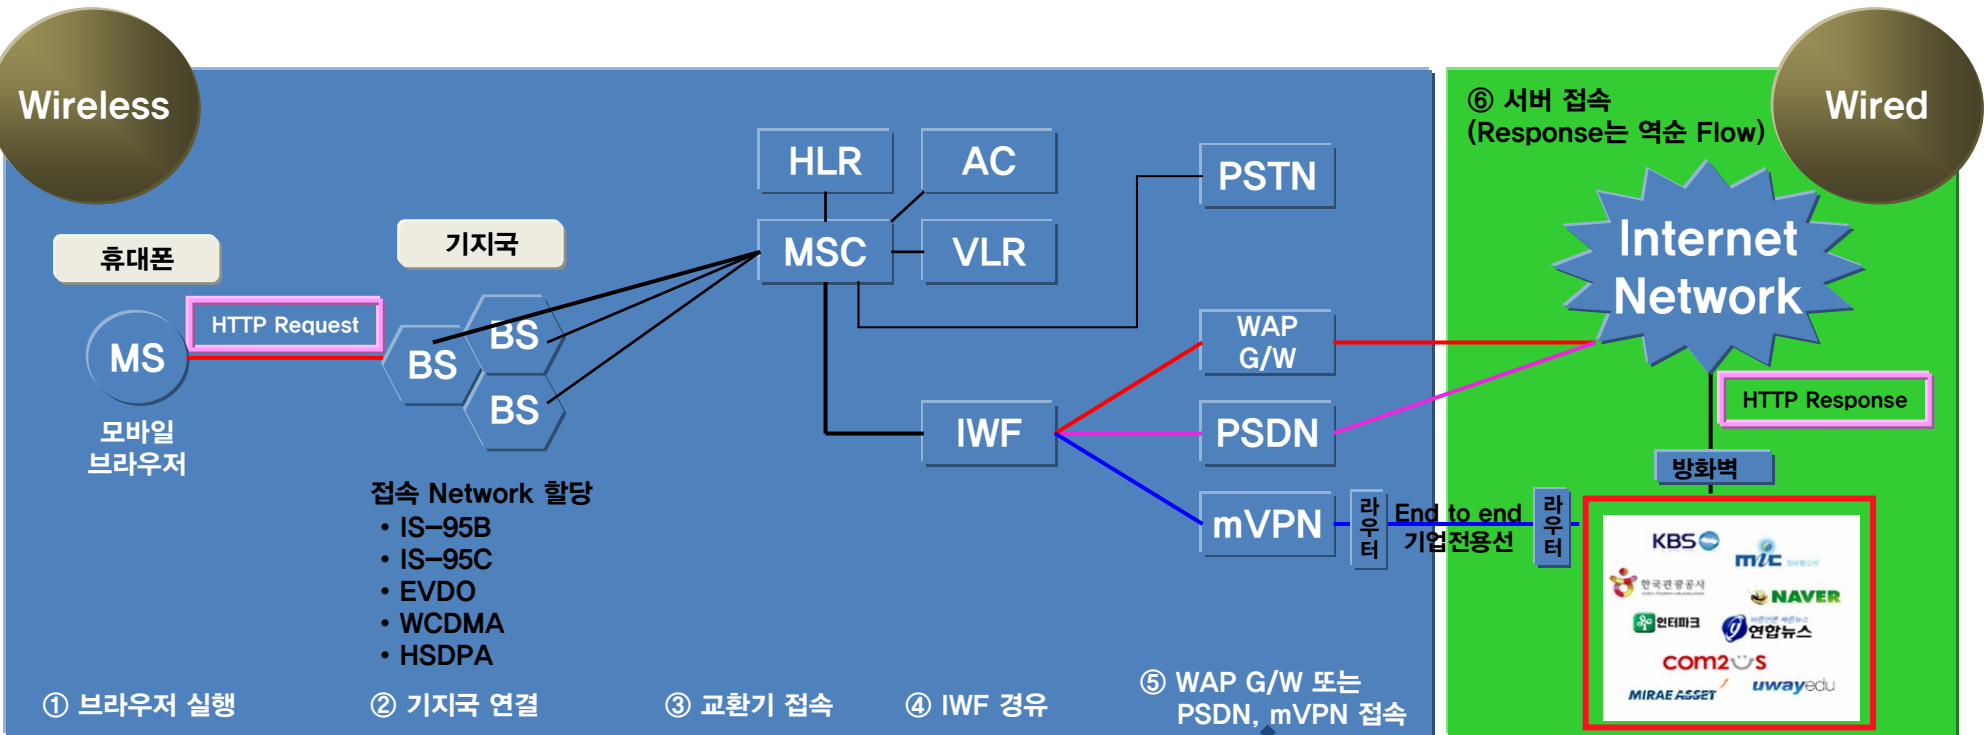 Wireless
Wired
⑥ 서버 접속
(Response는 역순 Flow)
HLR
AC
PSTN
MSC
VLR
Internet
Network
휴대폰
기지국
HTTP Request
MS
BS
BS
BS
WAP
G/W
HTTP Response
IWF
PSDN
모바일
브라우저
방화벽
접속 Network 할당
• IS-95B
• IS-95C
• EVDO
• WCDMA
• HSDPA
mVPN
라우터
End to end
기업전용선
라우터
KBS
mic
한국관광공사
NAVER
인터파크
연합뉴스
com2us
MIRAE ASSET
uwayedu
① 브라우저 실행
② 기지국 연결
③ 교환기 접속
④ IWF 경유
⑤ WAP G/W 또는
PSDN, mVPN 접속